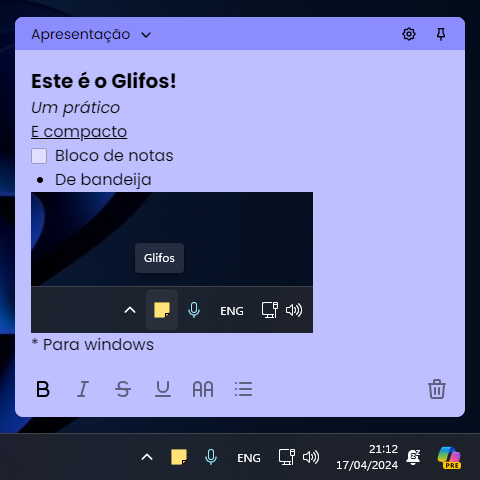 Apresentação
Este é o Glifos!
Um prático
E compacto
Bloco de notas
• De bandeija
Glifos
ENG
* Para windows
B I S U AA
ENG
21:12
17/04/2024
PRE